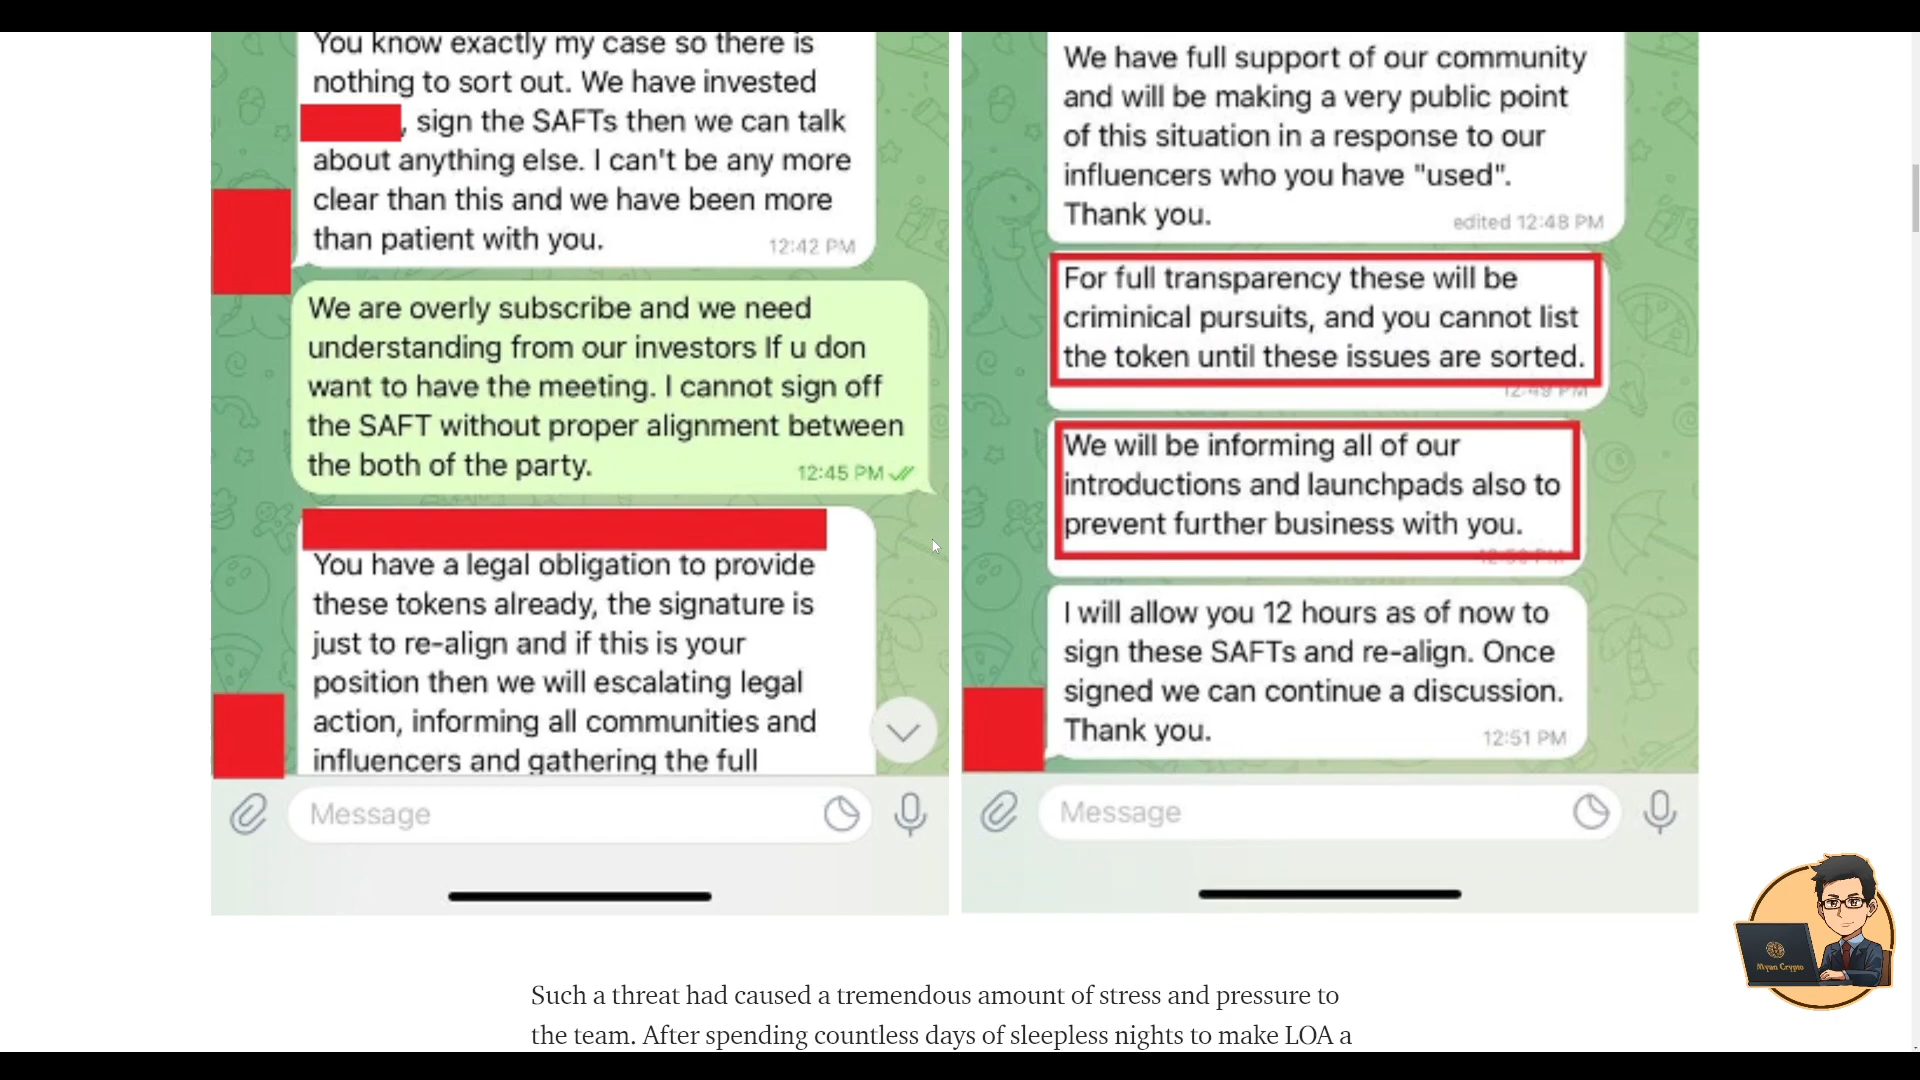 You know exactly my case so there is
nothing to sort out. We have invested
, sign the SAFTs then we can talk
about anything else. I can't be any more
clear than this and we have been more
than patient with you.
12:42 PM
We are overly subscribe and we need
understanding from our investors If u don
want to have the meeting. I cannot sign off
the SAFT without proper alignment between
the both of the party.
12:45 PM
You have a legal obligation to provide
these tokens already, the signature is
just to re-align and if this is your
position then we will escalating legal
action, informing all communities and
influencers and gathering the full
Message
We have full support of our community
and will be making a very public point
of this situation in a response to our
influencers who you have "used".
Thank you.
edited 12:48 PM
For full transparency these will be
criminical pursuits, and you cannot list
the token until these issues are sorted.
12:49 PM
We will be informing all of our
introductions and launchpads also to
prevent further business with you.
12:50 PM
I will allow you 12 hours as of now to
sign these SAFTs and re-align. Once
signed we can continue a discussion.
Thank you.
12:51 PM
Message
Myan Crypto
Such a threat had caused a tremendous amount of stress and pressure to
the team. After spending countless days of sleepless nights to make LOA a